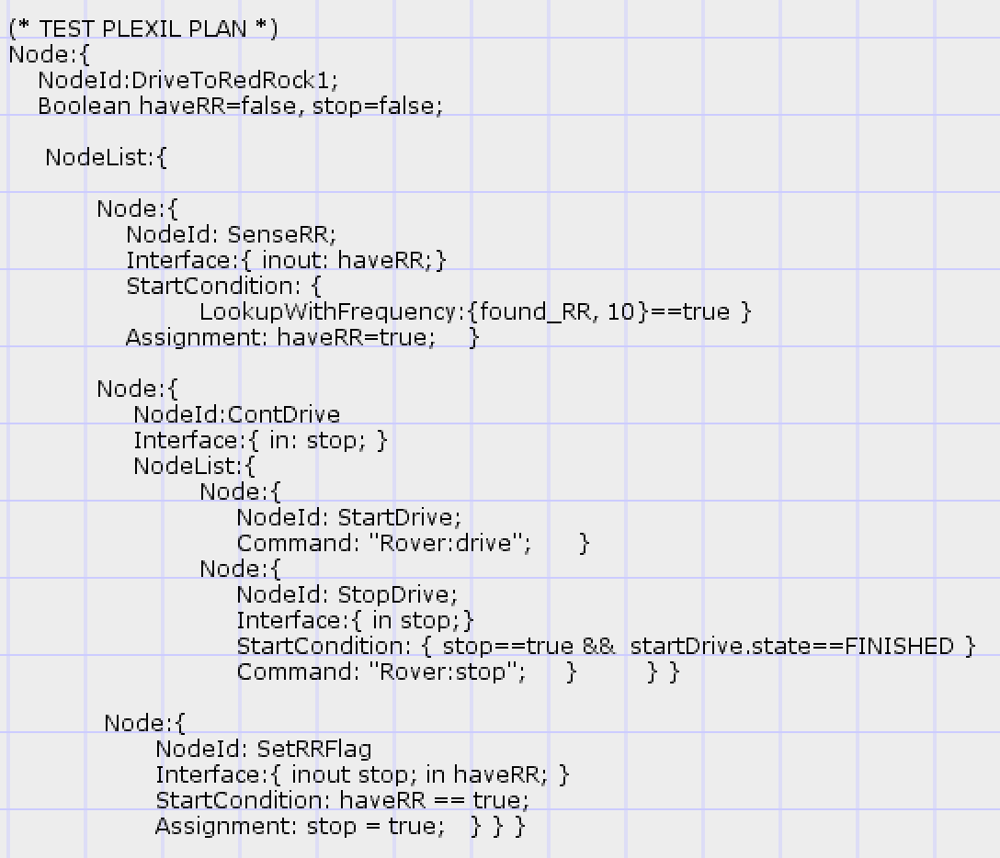 (* TEST PLEXIL PLAN *)
Node:{
NodeId:DriveToRedRock1;
Boolean haveRR=false, stop=false;
NodeList:{
Node:{
NodeId: SenseRR;
Interface:{ inout: haveRR;}
StartCondition: {
LookupWithFrequency:{found_RR, 10}==true }
Assignment: haveRR=true; }
Node:{
NodeId:ContDrive
Interface:{ in: stop; }
NodeList:{
Node:{
NodeId: StartDrive;
Command: "Rover:drive"; }
Node:{
NodeId: StopDrive;
Interface:{ in stop;}
StartCondition: { stop==true && startDrive.state==FINISHED }
Command: "Rover:stop"; } } }
Node:{
NodeId: SetRRFlag
Interface:{ inout stop; in haveRR; }
StartCondition: haveRR == true;
Assignment: stop = true; } } }